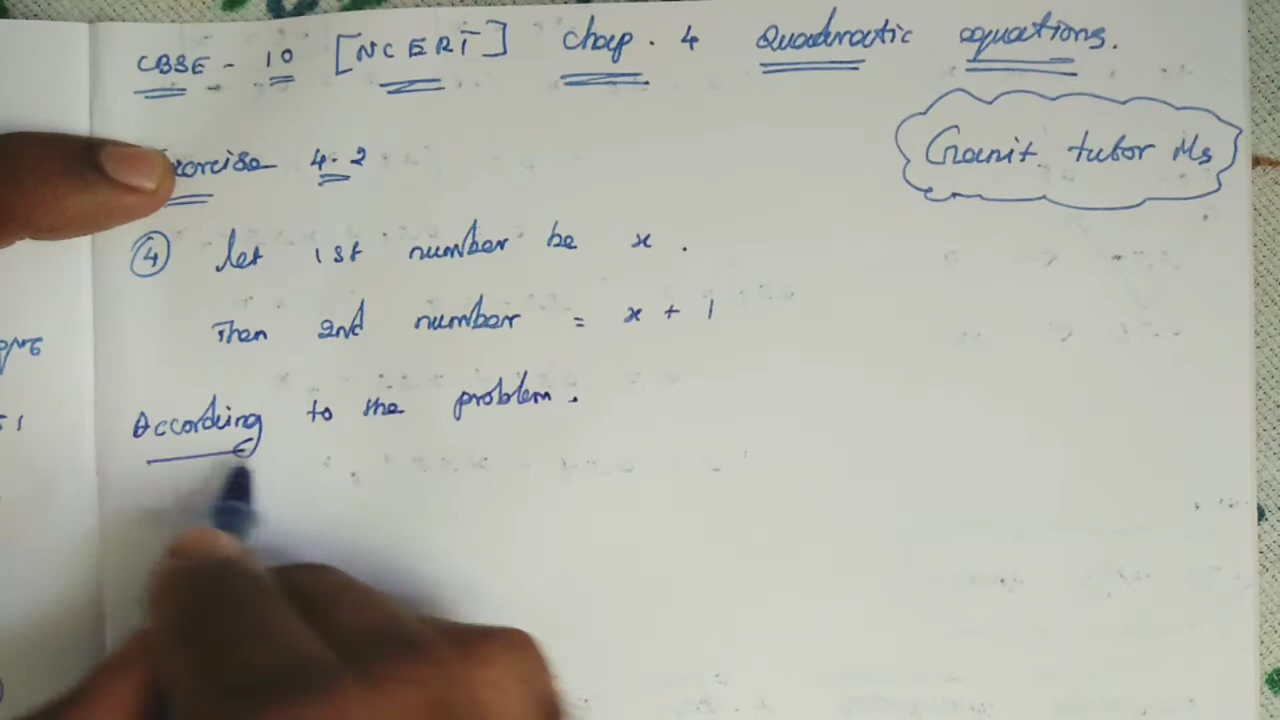 CBSE - 10 [NCERT] Chap. 4 Quadratic equations.
Ganit tutor Ms
Exercise 4.2
④ Let 1st number be x.
Then 2nd number = x + 1
According to the problem.